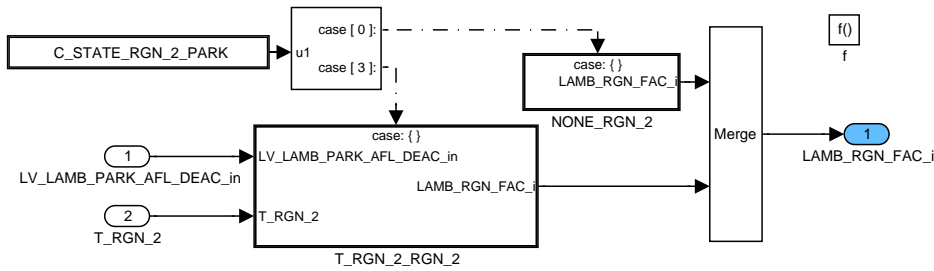 case [ 0 ]:
f()
C_STATE_RGN_2_PARK
u1
f
case [ 3 ]:
case: { }
LAMB_RGN_FAC_i
NONE_RGN_2
case: { }
Merge
1
1
LV_LAMB_PARK_AFL_DEAC_in
LAMB_RGN_FAC_i
LV_LAMB_PARK_AFL_DEAC_in
LAMB_RGN_FAC_i
2
T_RGN_2
T_RGN_2
T_RGN_2_RGN_2